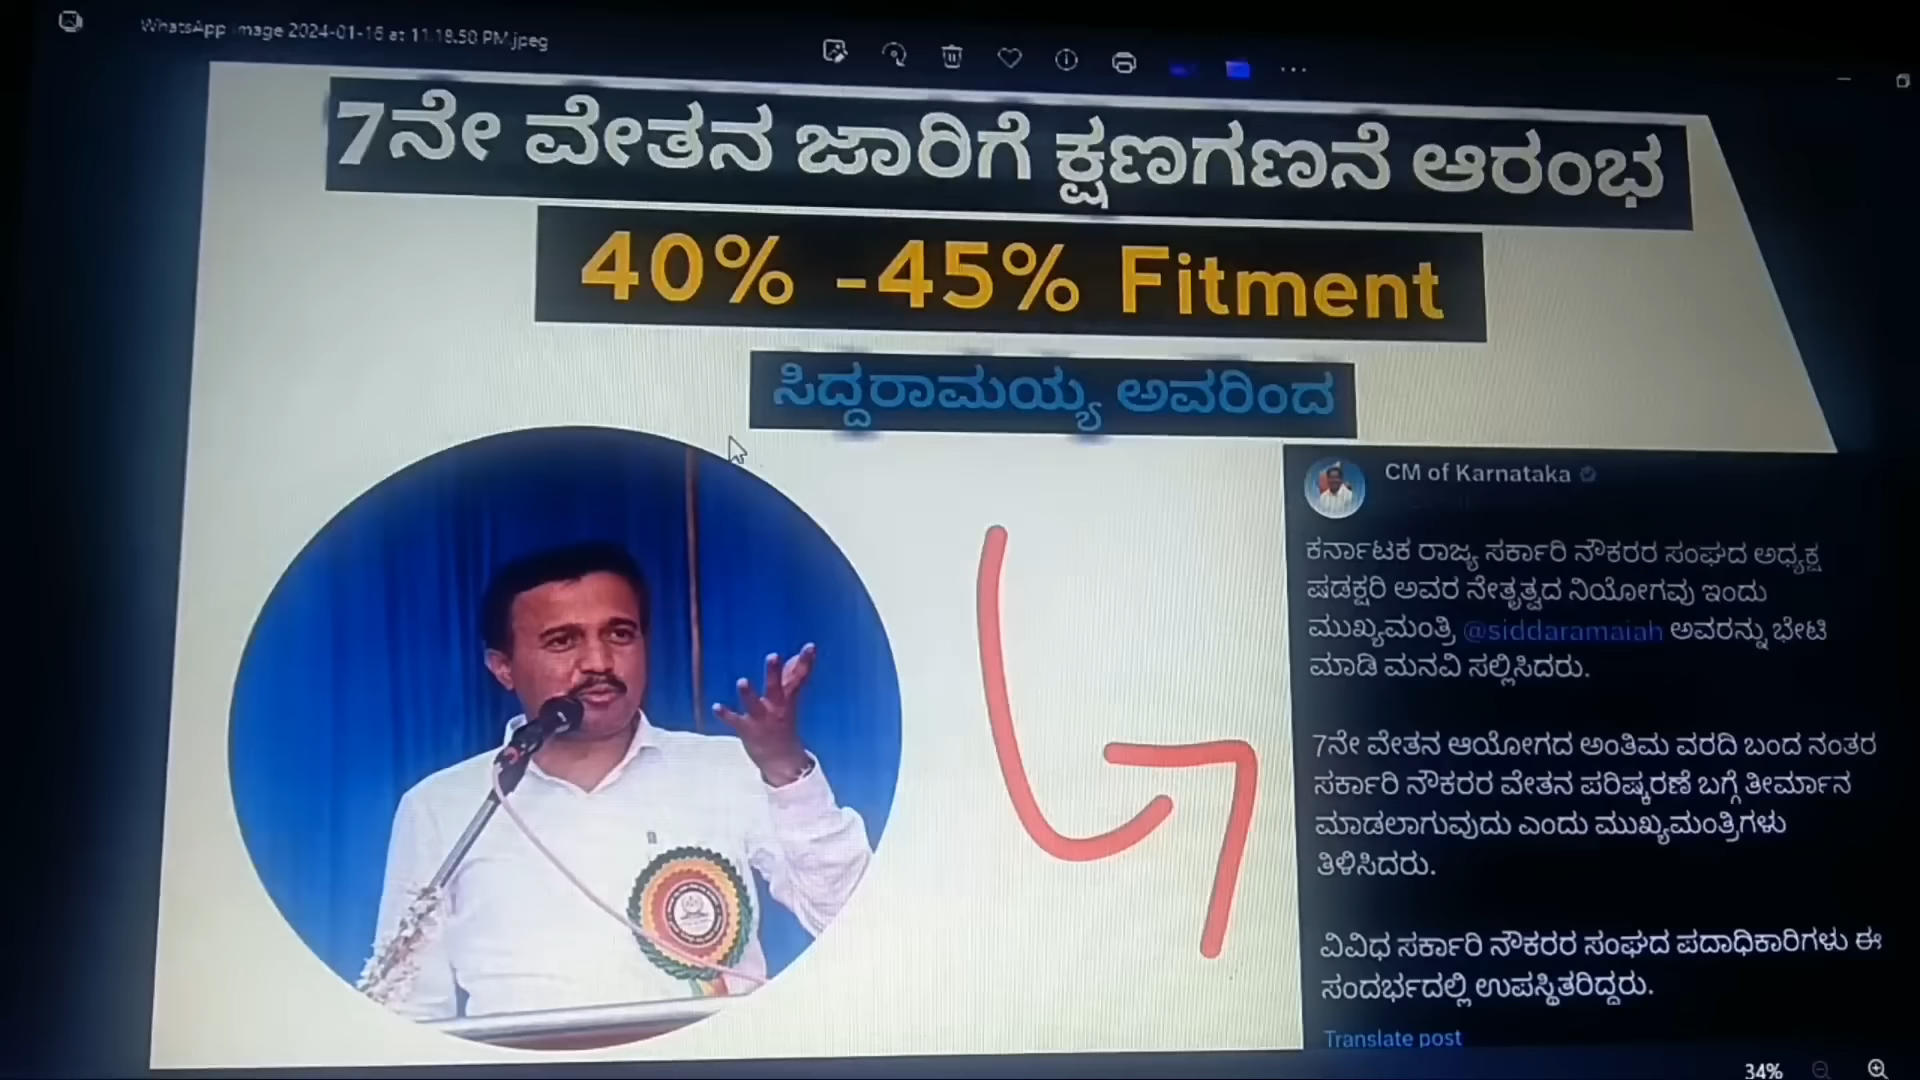 WhatsApp Image 2024-01-16 at 11.18.50 PM.jpeg
7ನೇ ವೇತನ ಜಾರಿಗೆ ಕ್ಷಣಗಣನೆ ಆರಂಭ
40% -45% Fitment
ಸಿದ್ದರಾಮಯ್ಯ ಅವರಿಂದ
CM of Karnataka
ಕರ್ನಾಟಕ ರಾಜ್ಯ ಸರ್ಕಾರಿ ನೌಕರರ ಸಂಘದ ಅಧ್ಯಕ್ಷ
ಷಡಕ್ಷರಿ ಅವರ ನೇತೃತ್ವದ ನಿಯೋಗವು ಇಂದು
ಮುಖ್ಯಮಂತ್ರಿ @siddaramaiah ಅವರನ್ನು ಭೇಟಿ
ಮಾಡಿ ಮನವಿ ಸಲ್ಲಿಸಿದರು.
7ನೇ ವೇತನ ಆಯೋಗದ ಅಂತಿಮ ವರದಿ ಬಂದ ನಂತರ
ಸರ್ಕಾರಿ ನೌಕರರ ವೇತನ ಪರಿಷ್ಕರಣೆ ಬಗ್ಗೆ ತೀರ್ಮಾನ
ಮಾಡಲಾಗುವುದು ಎಂದು ಮುಖ್ಯಮಂತ್ರಿಗಳು
ತಿಳಿಸಿದರು.
ವಿವಿಧ ಸರ್ಕಾರಿ ನೌಕರರ ಸಂಘದ ಪದಾಧಿಕಾರಿಗಳು ಈ
ಸಂದರ್ಭದಲ್ಲಿ ಉಪಸ್ಥಿತರಿದ್ದರು.
Translate post
34%